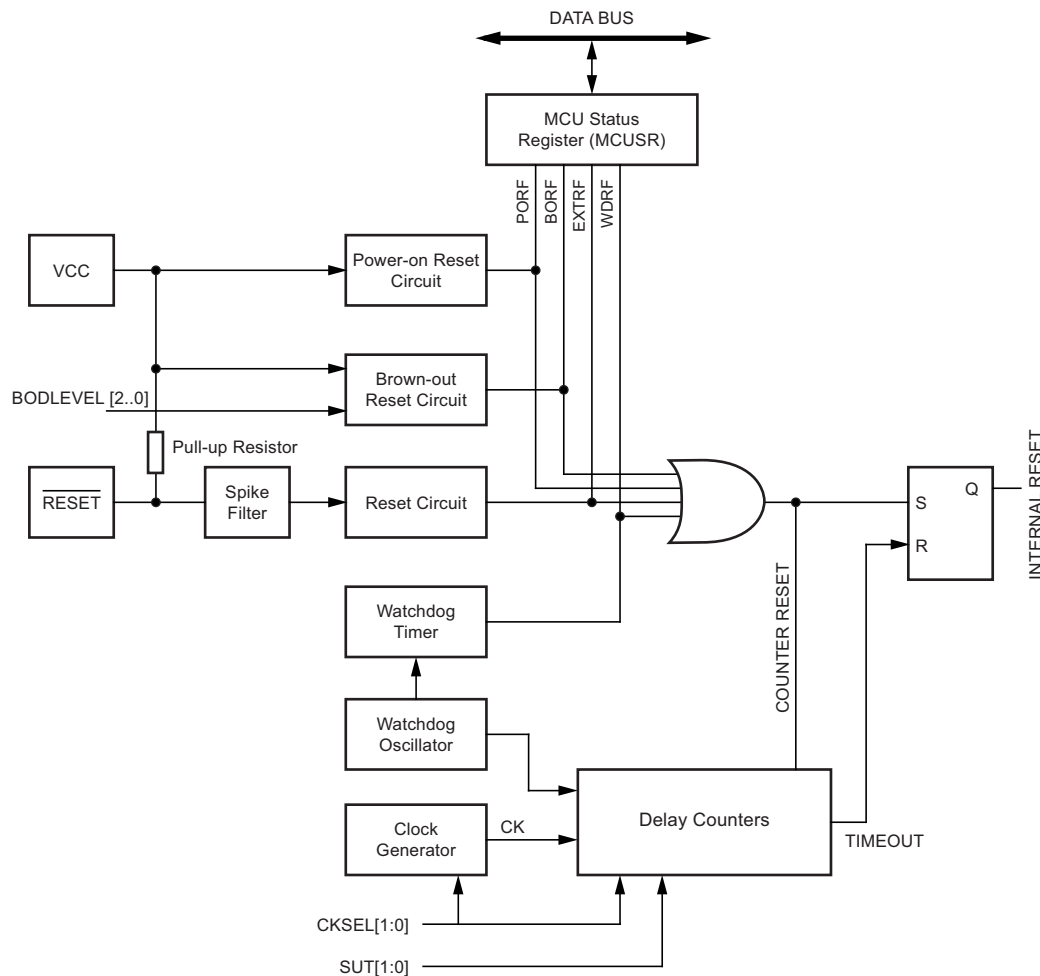 DATA BUS
MCU Status
Register (MCUSR)
PORF
BORF
EXTRF
WDRF
VCC
Power-on Reset
Circuit
Brown-out
Reset Circuit
BODLEVEL [2..0]
Pull-up Resistor
RESET
Spike
Filter
Reset Circuit
S
Q
R
INTERNAL RESET
Watchdog
Timer
COUNTER RESET
Watchdog
Oscillator
Clock
Generator
CK
Delay Counters
TIMEOUT
CKSEL[1:0]
SUT[1:0]